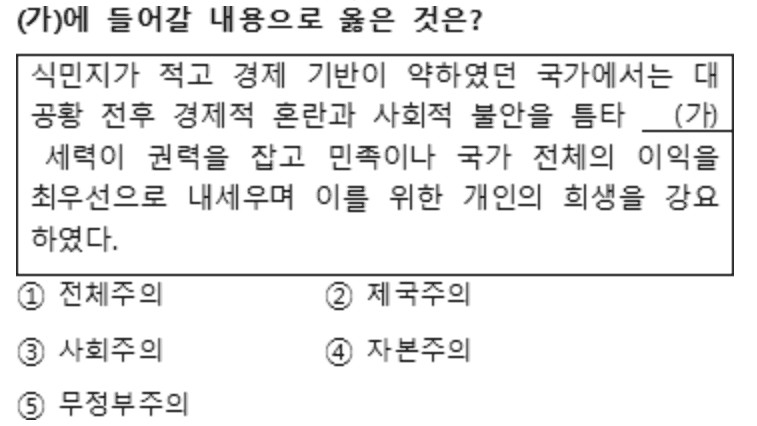 (가)에 들어갈 내용으로 옳은 것은?
식민지가 적고 경제 기반이 약하였던 국가에서는 대
공황 전후 경제적 혼란과 사회적 불안을 틈타 (가)
세력이 권력을 잡고 민족이나 국가 전체의 이익을
최우선으로 내세우며 이를 위한 개인의 희생을 강요
하였다.
① 전체주의 ② 제국주의
③ 사회주의 ④ 자본주의
⑤ 무정부주의